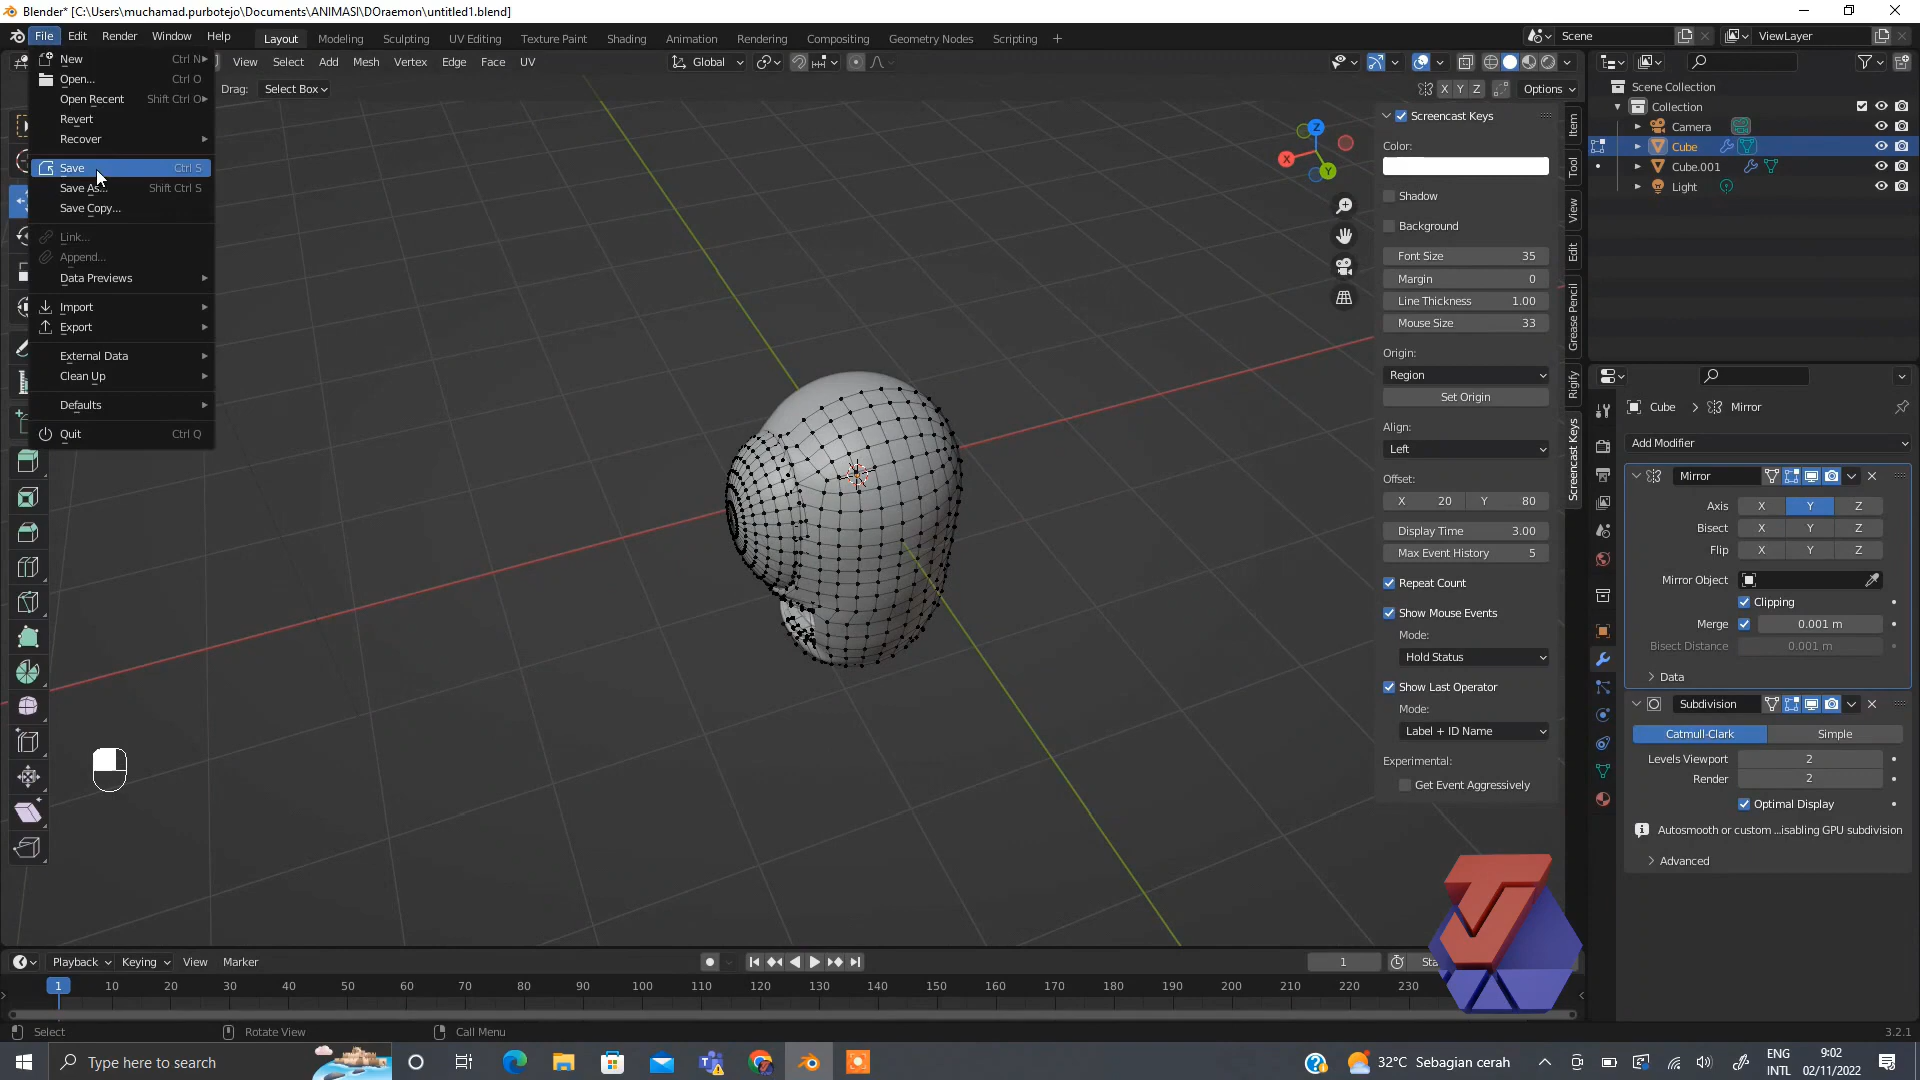 Blender* [C:\Users\muchamad.purbotejo\Documents\ANIMASI\DOraemon\untitled1.blend]
File Edit Render Window Help Layout Modeling Sculpting UV Editing Texture Paint Shading Animation Rendering Compositing Geometry Nodes Scripting + Scene ViewLayer
View Select Add Mesh Vertex Edge Face UV Global
Drag: Select Box X Y Z Options
New Ctrl N
Open... Ctrl O
Open Recent Shift Ctrl O
Revert
Recover
Save Ctrl S
Save As... Shift Ctrl S
Save Copy...
Link...
Append...
Data Previews
Import
Export
External Data
Clean Up
Defaults
Quit Ctrl Q
Z
X
Y
Screencast Keys
Color:
Shadow
Background
Font Size 35
Margin 0
Line Thickness 1.00
Mouse Size 33
Origin:
Region
Set Origin
Align:
Left
Offset:
X 20 Y 80
Display Time 3.00
Max Event History 5
Repeat Count
Show Mouse Events
Mode:
Hold Status
Show Last Operator
Mode:
Label + ID Name
Experimental:
Get Event Aggressively
Item
Tool
View
Edit
Grease Pencil
Rigify
Screencast Keys
Scene Collection
Collection
Camera
Cube
Cube.001
Light
Cube Mirror
Add Modifier
Mirror
Axis X Y Z
Bisect X Y Z
Flip X Y Z
Mirror Object
Clipping
Merge 0.001 m
Bisect Distance 0.001 m
Data
Subdivision
Catmull-Clark Simple
Levels Viewport 2
Render 2
Optimal Display
Autosmooth or custom ...isabling GPU subdivision
Advanced
Playback Keying View Marker 1
1 10 20 30 40 50 60 70 80 90 100 110 120 130 140 150 160 170 180 190 200 210 220 230
Select Rotate View Call Menu 3.2.1
Type here to search 32°C Sebagian cerah ENG INTL 9:02 02/11/2022